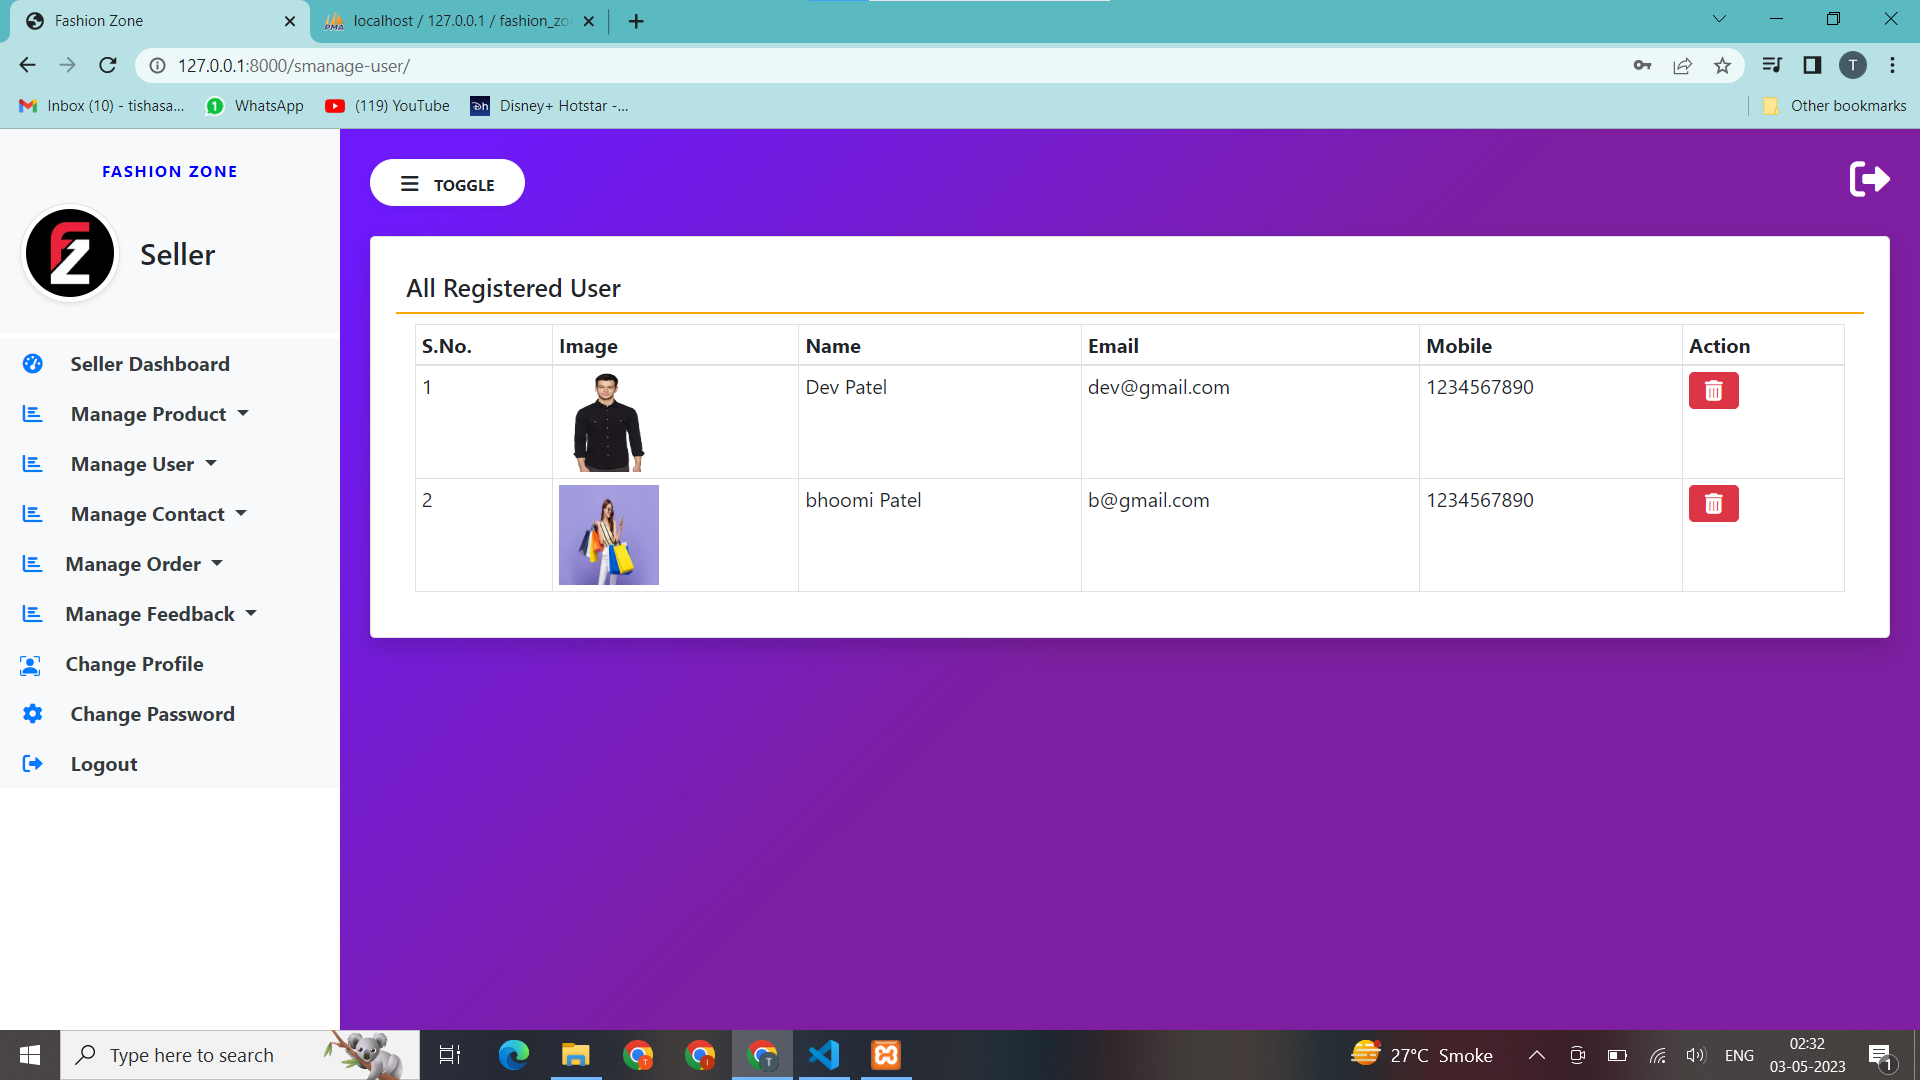 Fashion Zone
localhost / 127.0.0.1 / fashion_zo
127.0.0.1:8000/smanage-user/
T
Inbox (10) - tishasa...
WhatsApp
(119) YouTube
Disney+ Hotstar -...
Other bookmarks
FASHION ZONE
FZ
Seller
Seller Dashboard
Manage Product
Manage User
Manage Contact
Manage Order
Manage Feedback
Change Profile
Change Password
Logout
TOGGLE
All Registered User
S.No. Image Name Email Mobile Action
1 Dev Patel dev@gmail.com 1234567890
2 bhoomi Patel b@gmail.com 1234567890
Type here to search
27°C Smoke
ENG
02:32
03-05-2023
1